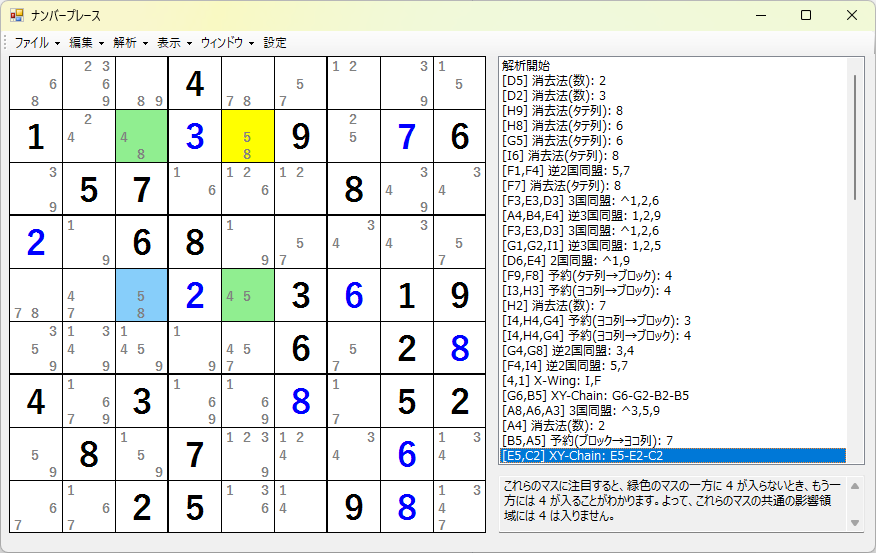 ナンバープレース
ファイル 編集 解析 表示 ウィンドウ 設定
2 3 1 2 3 1
6 6 4 5 5
8 9 8 9 7 8 7 9
2 2
1 4 4 3 5 9 5 7 6
8 8
3 1 1 2 1 2 3 3
5 7 6 6 8 4 4
9 9
1 1 3 3
2 6 8 5 4 4 5
9 9 7 7
4 5 2 4 5 3 6 1 9
7 8 7 8
3 1 3 1 1
5 4 4 5 4 5 6 5 2 8
9 9 9 9 7 7
1 1 1 1
4 6 3 6 6 8 5 2
7 9 9 9 7
1 1 2 3 1 2 3 1 3
5 8 5 7 4 4 6 4
9 9 9
1 1 3 1 1 3
6 6 2 5 6 4 9 8 4
7 7 7
解析開始
[D5] 消去法(数): 2
[D2] 消去法(数): 3
[H9] 消去法(タテ列): 8
[H8] 消去法(タテ列): 6
[G5] 消去法(タテ列): 6
[I6] 消去法(タテ列): 8
[F1,F4] 逆2国同盟: 5,7
[F7] 消去法(タテ列): 8
[F3,E3,D3] 3国同盟: ^1,2,6
[A4,B4,E4] 逆3国同盟: 1,2,9
[F3,E3,D3] 3国同盟: ^1,2,6
[G1,G2,I1] 逆3国同盟: 1,2,5
[D6,E4] 2国同盟: ^1,9
[F9,F8] 予約(タテ列→ブロック): 4
[I3,H3] 予約(ヨコ列→ブロック): 4
[H2] 消去法(数): 7
[I4,H4,G4] 予約(ヨコ列→ブロック): 3
[I4,H4,G4] 予約(ヨコ列→ブロック): 4
[G4,G8] 逆2国同盟: 3,4
[F4,I4] 逆2国同盟: 5,7
[4,1] X-Wing: I,F
[G6,B5] XY-Chain: G6-G2-B2-B5
[A8,A6,A3] 3国同盟: ^3,5,9
[A4] 消去法(数): 2
[B5,A5] 予約(ブロック→ヨコ列): 7
[E5,C2] XY-Chain: E5-E2-C2
これらのマスに注目すると、緑色のマスの一方に 4 が入らないとき、もう一
方には 4 が入ることがわかります。よって、これらのマスの共通の影響領
域には 4 は入りません。